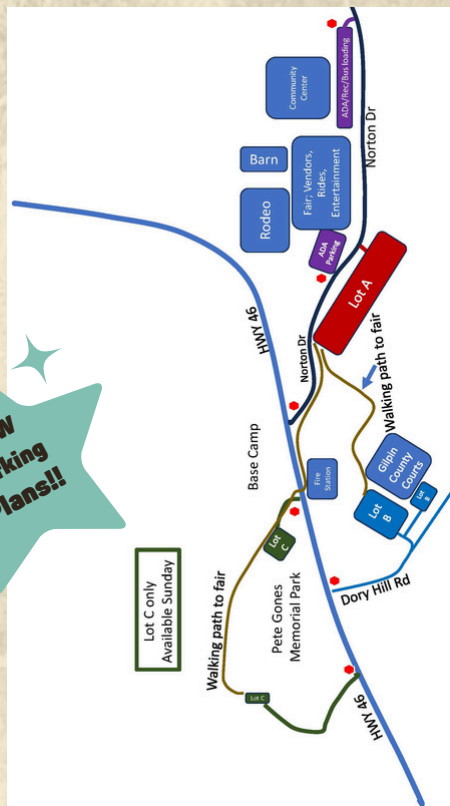 W
rking
Plans!!
Lot C only
Available Sunday
Walking path to fair
Lot C
Pete Gones
Memorial Park
Lot
C
Base Camp
HWY 46
HWY 46
Dory Hill Rd
Fire
Station
Norton Dr
Lot
B
Lot
B
Gilpin
County
Courts
Walking path to fair
Lot A
ADA
Parking
Rodeo
Barn
Fair: Vendors,
Rides,
Entertainment
Community
Center
Norton Dr
ADA/Rec/Bus loading